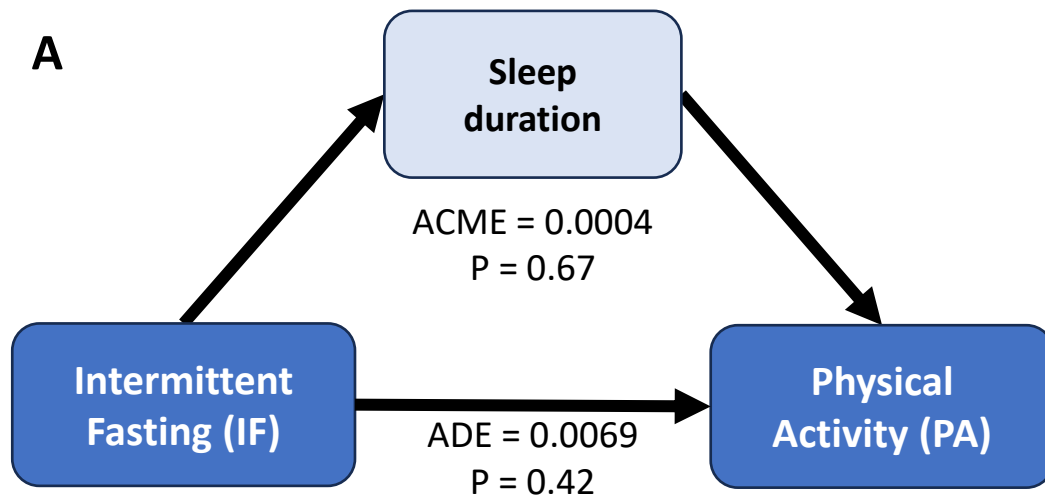 A
Sleep
duration
ACME = 0.0004
P = 0.67
Intermittent
Fasting (IF)
ADE = 0.0069
P = 0.42
Physical
Activity (PA)